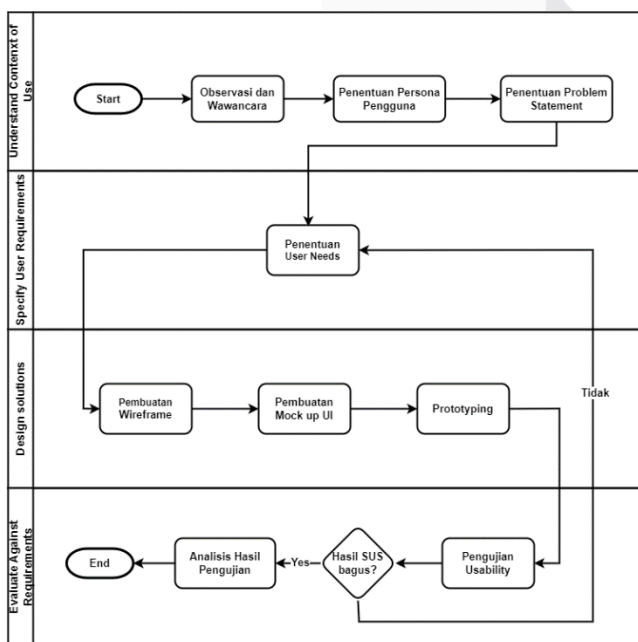 Understand Contenxt of
Use
Start
Observasi dan
Wawancara
Penentuan Persona
Pengguna
Penentuan Problem
Statement
Specify User Requirements
Penentuan
User Needs
Design solutions
Pembuatan
Wireframe
Pembuatan
Mock up UI
Prototyping
Tidak
Evaluate Against
Requirements
End
Analisis Hasil
Pengujian
Yes
Hasil SUS
bagus?
Pengujian
Usability